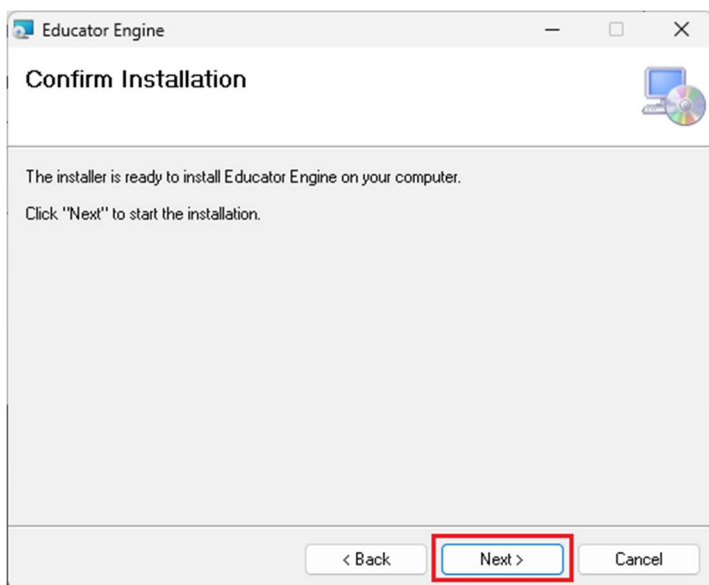 Educator Engine
Confirm Installation
The installer is ready to install Educator Engine on your computer.
Click "Next" to start the installation.
< Back
Next >
Cancel